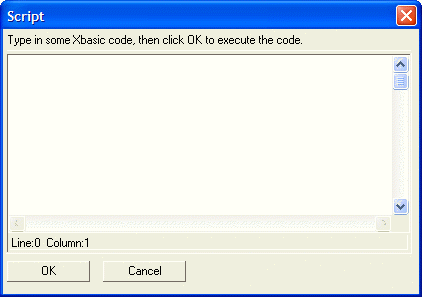 Script
Type in some Xbasic code, then click OK to execute the code.
Line:0 Column:1
OK Cancel